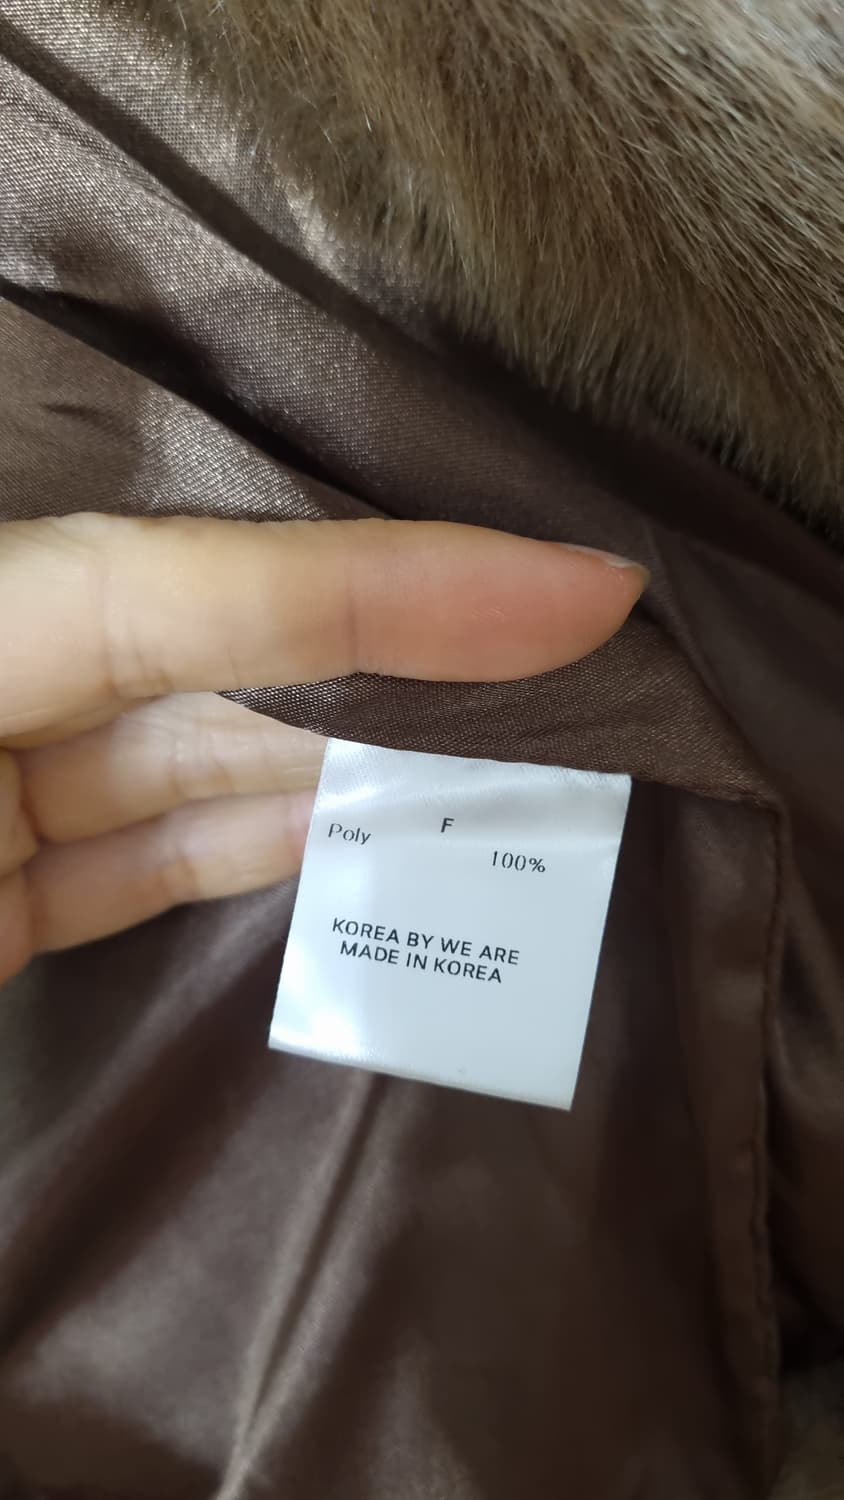 F
Poly 100%
KOREA BY WE ARE
MADE IN KOREA